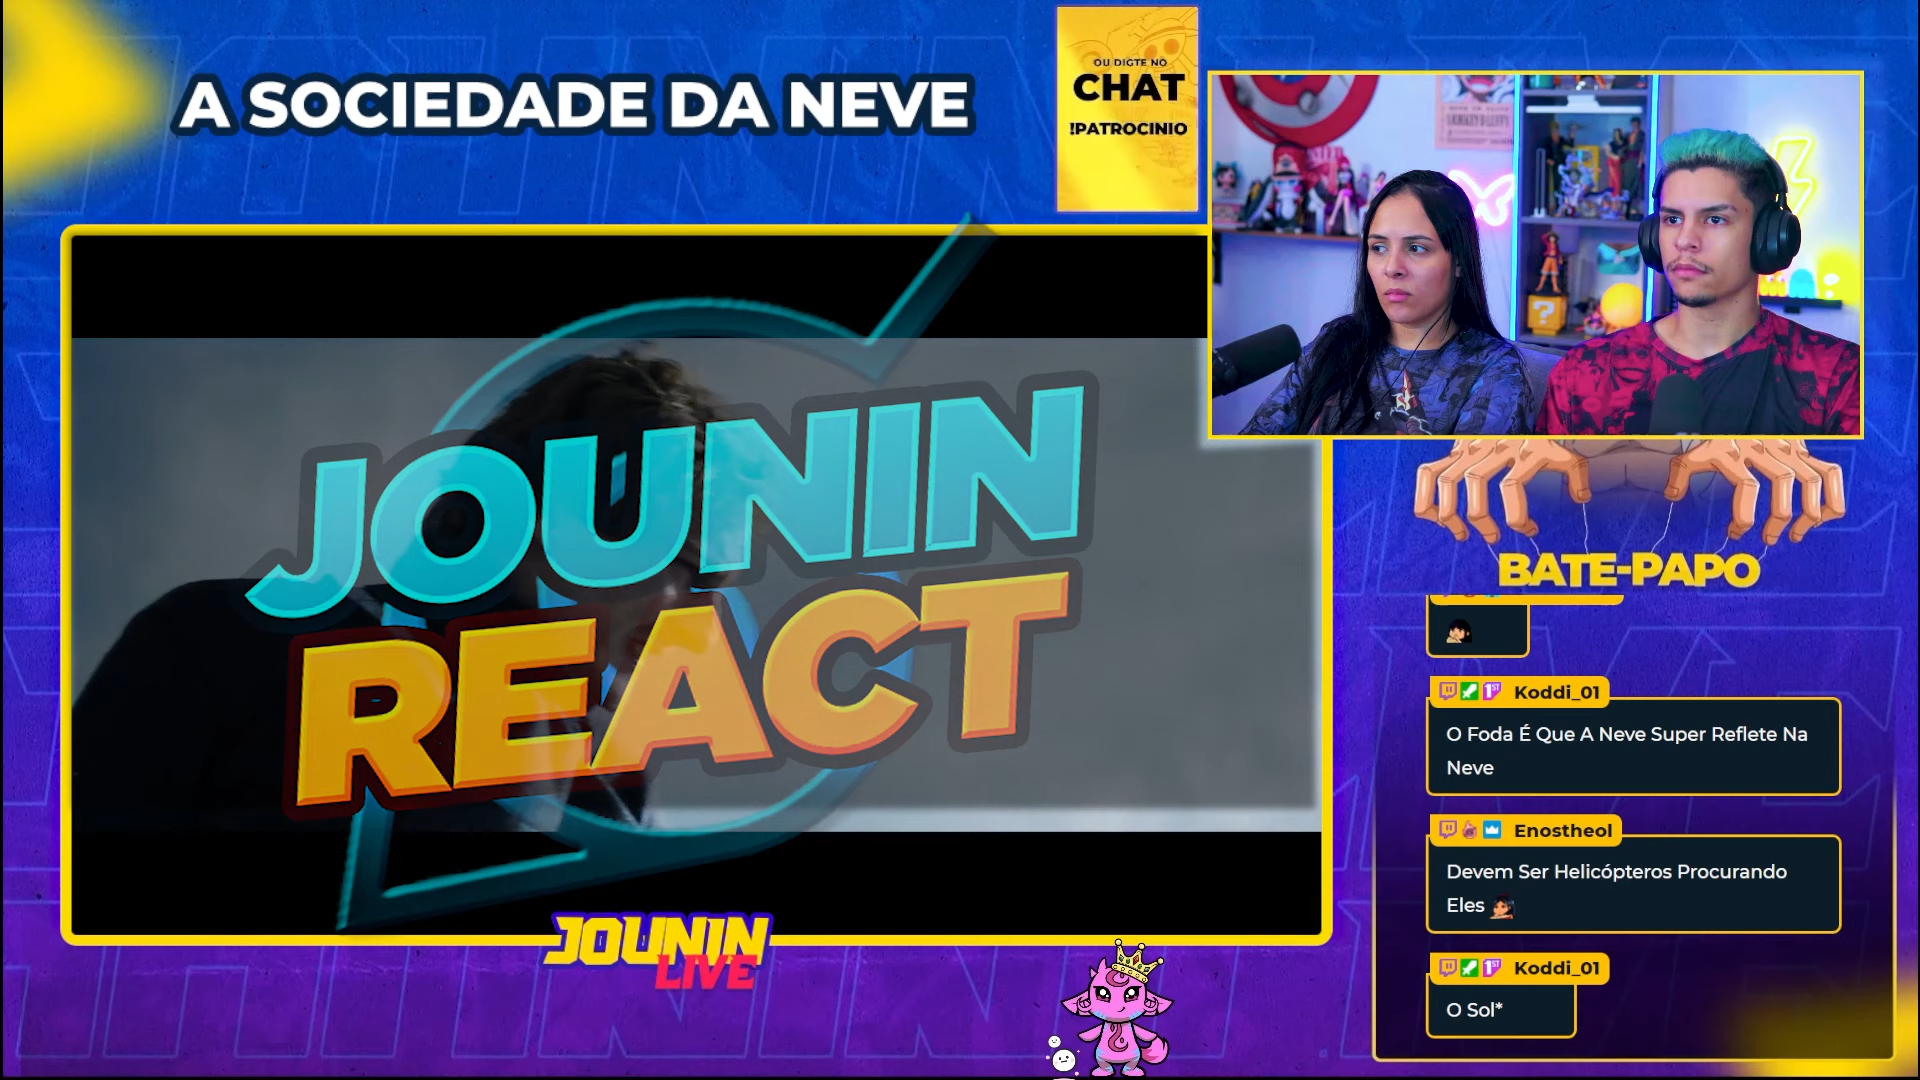 A SOCIEDADE DA NEVE
OU DIGTE NO
CHAT
!PATROCINIO
JOUNIN
REACT
JOUNIN
LIVE
BATE-PAPO
Koddi_01
O Foda É Que A Neve Super Reflete Na
Neve
Enostheol
Devem Ser Helicópteros Procurando
Eles
Koddi_01
O Sol*